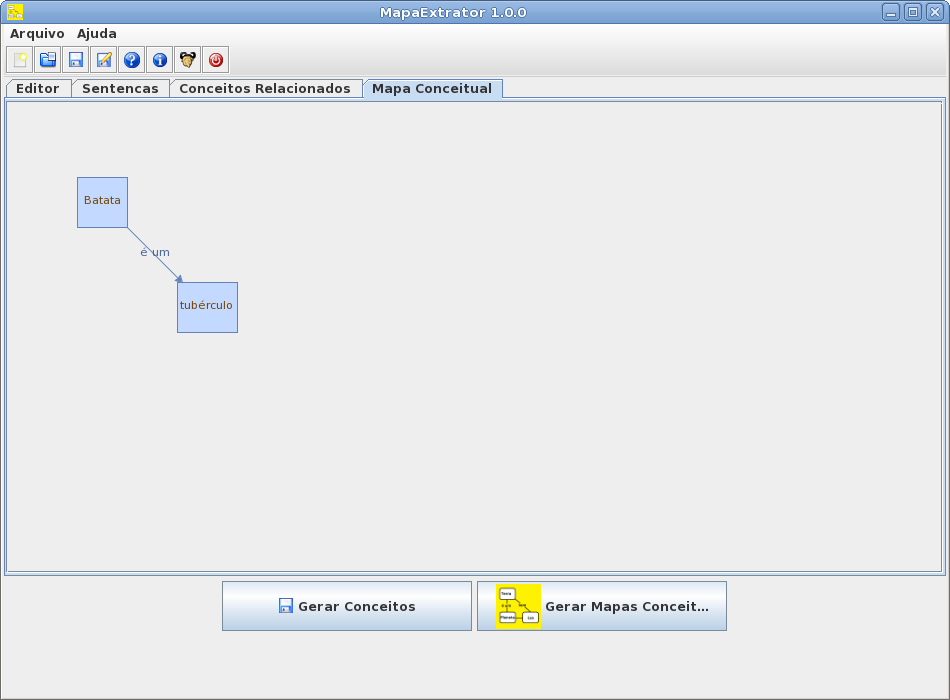 MapaExtrator 1.0.0
Arquivo Ajuda
Editor Sentencas Conceitos Relacionados Mapa Conceitual
Batata
é um
tubérculo
Gerar Conceitos Gerar Mapas Conceit...